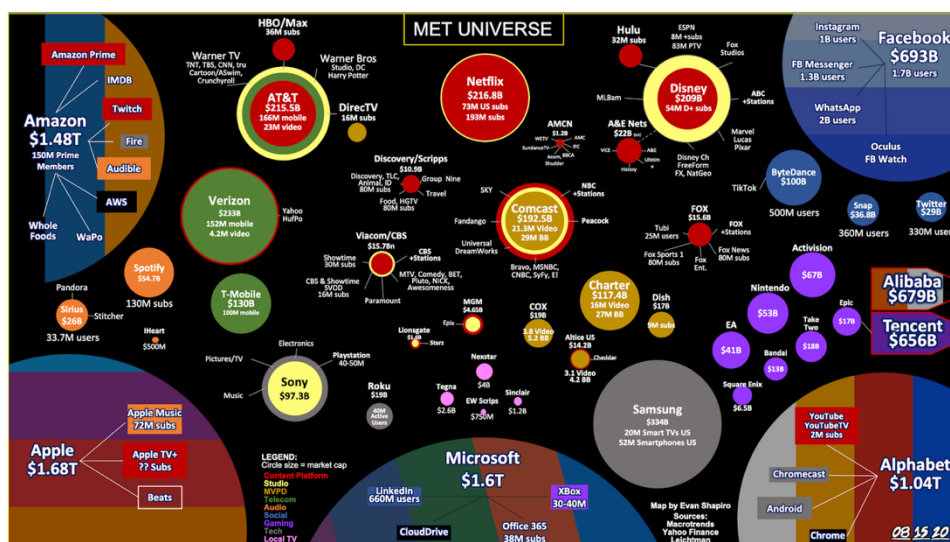 MET UNIVERSE
Amazon Prime
IMDB
Twitch
Amazon
$1.48T
150M Prime
Members
Fire
Audible
AWS
Whole
Foods
WaPo
HBO/Max
36M subs
Warner TV
TNT, TBS, CNN, tru
Cartoon/ASwim,
Crunchyroll
Warner Bros
Studio, DC
Harry Potter
AT&T
$215.5B
166M mobile
23M video
DirecTV
16M subs
Netflix
$216.8B
73M US subs
193M subs
Hulu
32M subs
ESPN
8M +subs
83M PTV
Fox
Studios
Disney
$209B
54M D+ subs
MLBam
ABC
+Stations
Marvel
Lucas
Pixar
Disney Ch
FreeForm
FX, NatGeo
A&E Nets
$22B
VICE
A&E
History
Lifetim
AMCN
$1.2B
WETV
AMC
IFC
SundanceTV
BBCA
Acorn,
Shudder
Instagram
1B users
Facebook
$693B
1.7B users
FB Messenger
1.3B users
WhatsApp
2B users
Oculus
FB Watch
Discovery/Scripps
$10.9B
Discovery, TLC,
Animal, ID
80M subs
Group Nine
Travel
Food, HGTV
80M subs
Verizon
$233B
152M mobile
4.2M video
Yahoo
HuPo
SKY
NBC
+Stations
Fandango
Comcast
$192.5B
21.3M Video
29M BB
Peacock
Universal
DreamWorks
Bravo, MSNBC,
CNBC, SyFy, E!
TikTok
ByteDance
$100B
500M users
Snap
$36.8B
360M users
Twitter
$29B
330M users
FOX
$15.6B
Tubi
25M users
FOX
+Stations
Fox Sports 1
80M subs
Fox News
80M subs
Fox
Ent.
Viacom/CBS
$15.7Bn
Showtime
30M subs
CBS
+Stations
CBS & Showtime
SVOD
16M subs
MTV, Comedy, BET,
Pluto, NICK,
Awesomeness
Paramount
Spotify
$54.7B
130M subs
Pandora
Sirius
$26B
Stitcher
33.7M users
iHeart
$500M
T-Mobile
$130B
100M mobile
MGM
$4.65B
Epix
Lionsgate
Starz
COX
$19B
3.8 Video
5.2 BB
Charter
$117.4B
16M Video
27M BB
Dish
$17B
9M subs
Altice US
$14.2B
Cheddar
3.1 Video
4.2 BB
Activision
$67B
Nintendo
$53B
Epic
$17B
Take
Two
$18B
EA
$41B
Bandai
$13B
Square Enix
$6.5B
Alibaba
$679B
Tencent
$656B
Electronics
Pictures/TV
Playstation
40-50M
Music
Sony
$97.3B
Roku
$19B
40M
Active
Users
Nexstar
$4B
Tegna
$2.6B
EW Scrips
$750M
Sinclair
$1.2B
Samsung
$334B
20M Smart TVs US
52M Smartphones US
Apple Music
72M subs
Apple
$1.68T
Apple TV+
?? Subs
Beats
LEGEND:
Circle size = market cap
Content Platform
Studio
MVPD
Telecom
Audio
Social
Gaming
Tech
Local TV
Microsoft
$1.6T
LinkedIn
660M users
XBox
30-40M
CloudDrive
Office 365
38M subs
Map by Evan Shapiro
Sources:
Macrotrends
Yahoo Finance
Leichtman
YouTube
YouTubeTV
2M subs
Chromecast
Alphabet
$1.04T
Android
Chrome
08 15 20